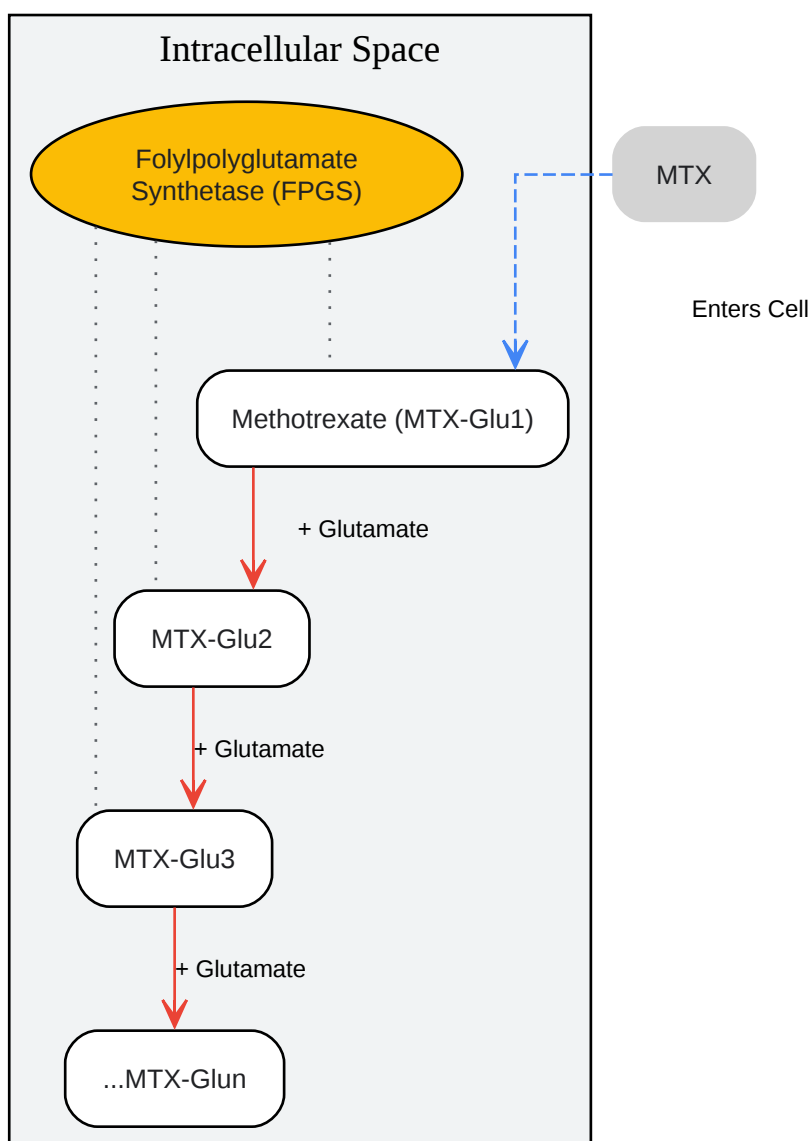 Intracellular Space
Folylpolyglutamate
Synthetase (FPGS)
MTX
Enters Cell
Methotrexate (MTX-Glu1)
+ Glutamate
MTX-Glu2
+ Glutamate
MTX-Glu3
+ Glutamate
...MTX-Glun